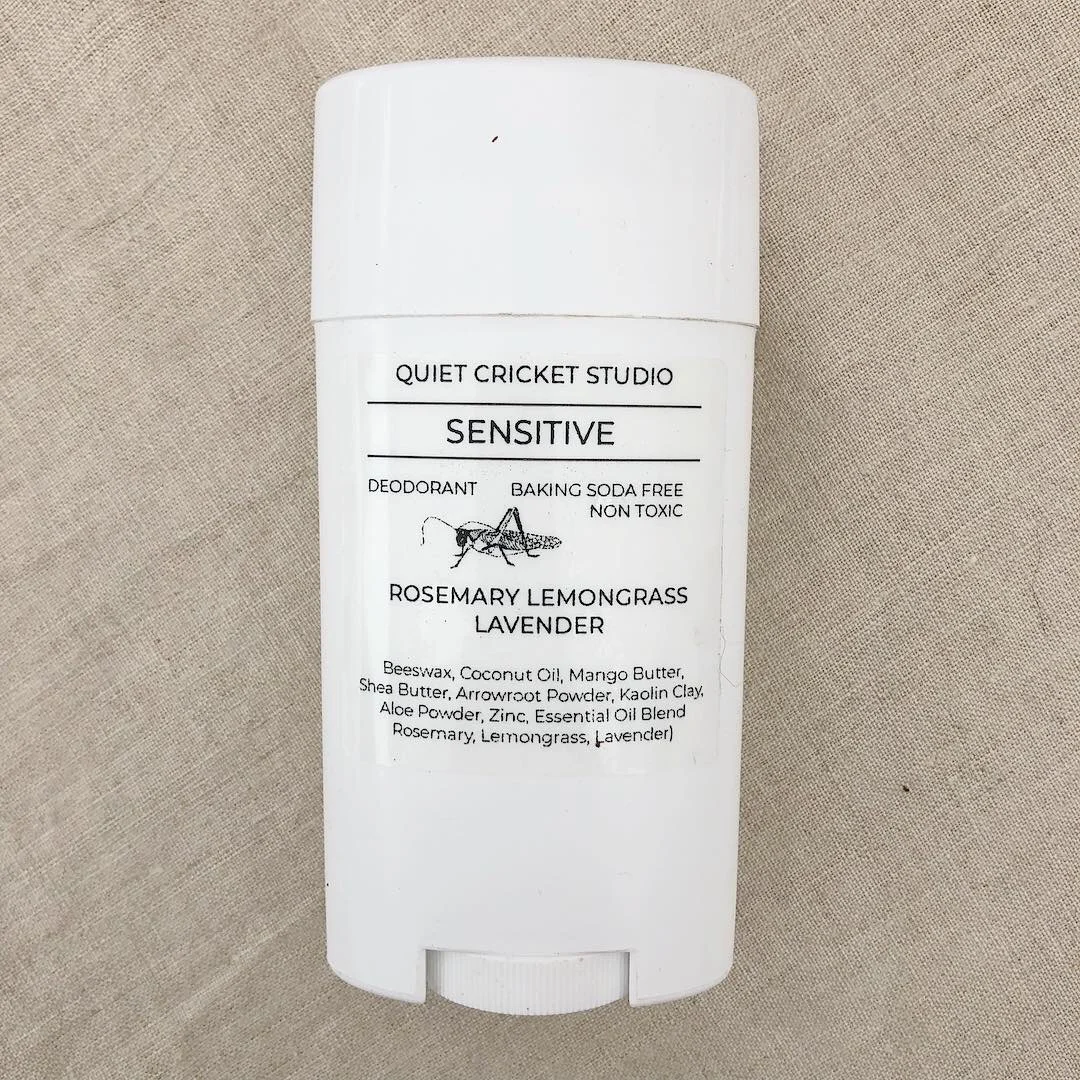 QUIET CRICKET STUDIO
SENSITIVE
DEODORANT BAKING SODA FREE
NON TOXIC
ROSEMARY LEMONGRASS
LAVENDER
Beeswax, Coconut Oil, Mango Butter,
Shea Butter, Arrowroot Powder, Kaolin Clay,
Aloe Powder, Zinc, Essential Oil Blend
Rosemary, Lemongrass, Lavender)